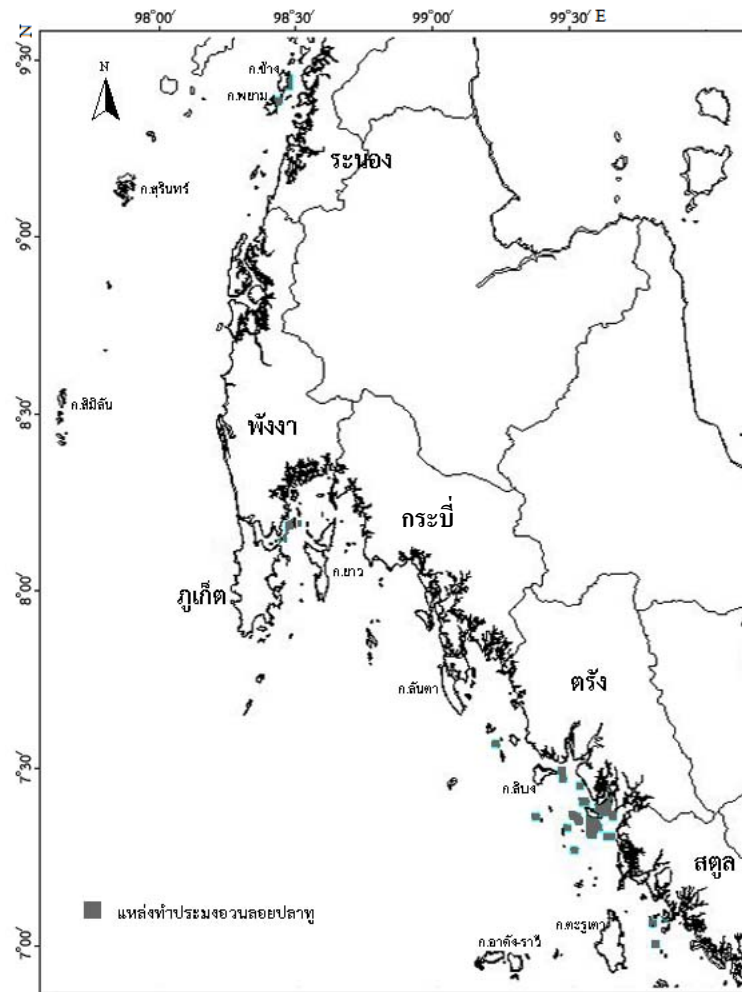 98°00′ 98°30′ 99°00′ 99°30′ E
N
9°30′
N
ก.ช้าง
ก.พยาม
ระนอง
ก.สุรินทร์
9°00′
8°30′
ก.สิมิลัน
พังงา
กระบี่
ก.ยาว
8°00′
ภูเก็ต
ก.ลันตา
ตรัง
7°30′
ก.ลิบง
สตูล
แหล่งทำประมงอวนลอยปลาทู
ก.ตะรุเตา
7°00′
ก.อาดัง-ราวี